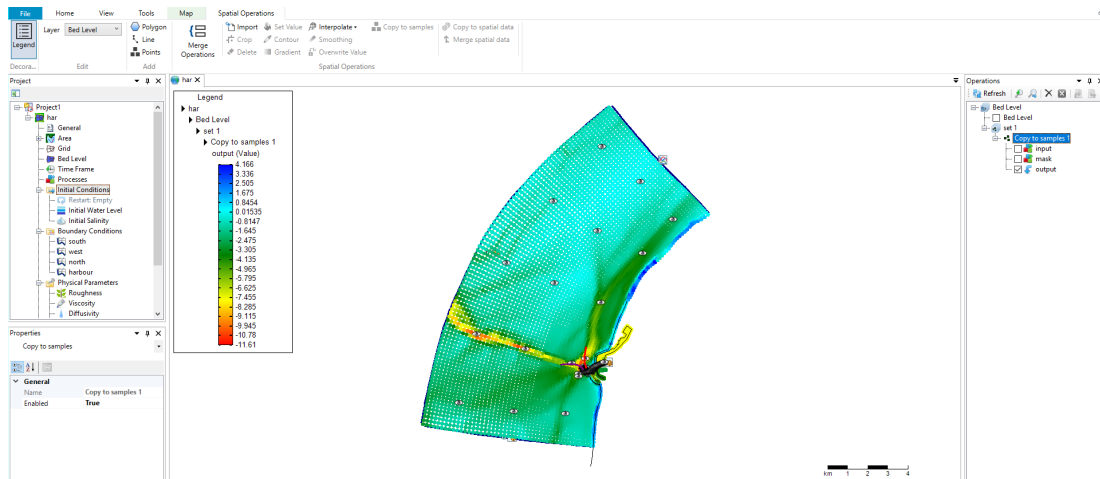 File Home View Tools Map Spatial Operations
Legend
Layer Bed Level
Polygon
Line
Points
Merge
Operations
Import Set Value Interpolate Copy to samples Copy to spatial data
Crop Contour Smoothing Merge spatial data
Delete Gradient Overwrite Value
Decora... Edit Add Spatial Operations
Project
Project1
har
General
Area
Grid
Bed Level
Time Frame
Processes
Initial Conditions
Restart: Empty
Initial Water Level
Initial Salinity
Boundary Conditions
south
west
north
harbour
Physical Parameters
Roughness
Viscosity
Diffusivity
Properties
Copy to samples
General
Name Copy to samples 1
Enabled True
har
Legend
har
Bed Level
set 1
Copy to samples 1
output (Value)
4.166
3.336
2.505
1.675
0.8454
0.01535
-0.8147
-1.645
-2.475
-3.305
-4.135
-4.965
-5.795
-6.625
-7.455
-8.285
-9.115
-9.945
-10.78
-11.61
km 1 2 3 4
Operations
Refresh
Bed Level
Bed Level
set 1
Copy to samples 1
input
mask
output